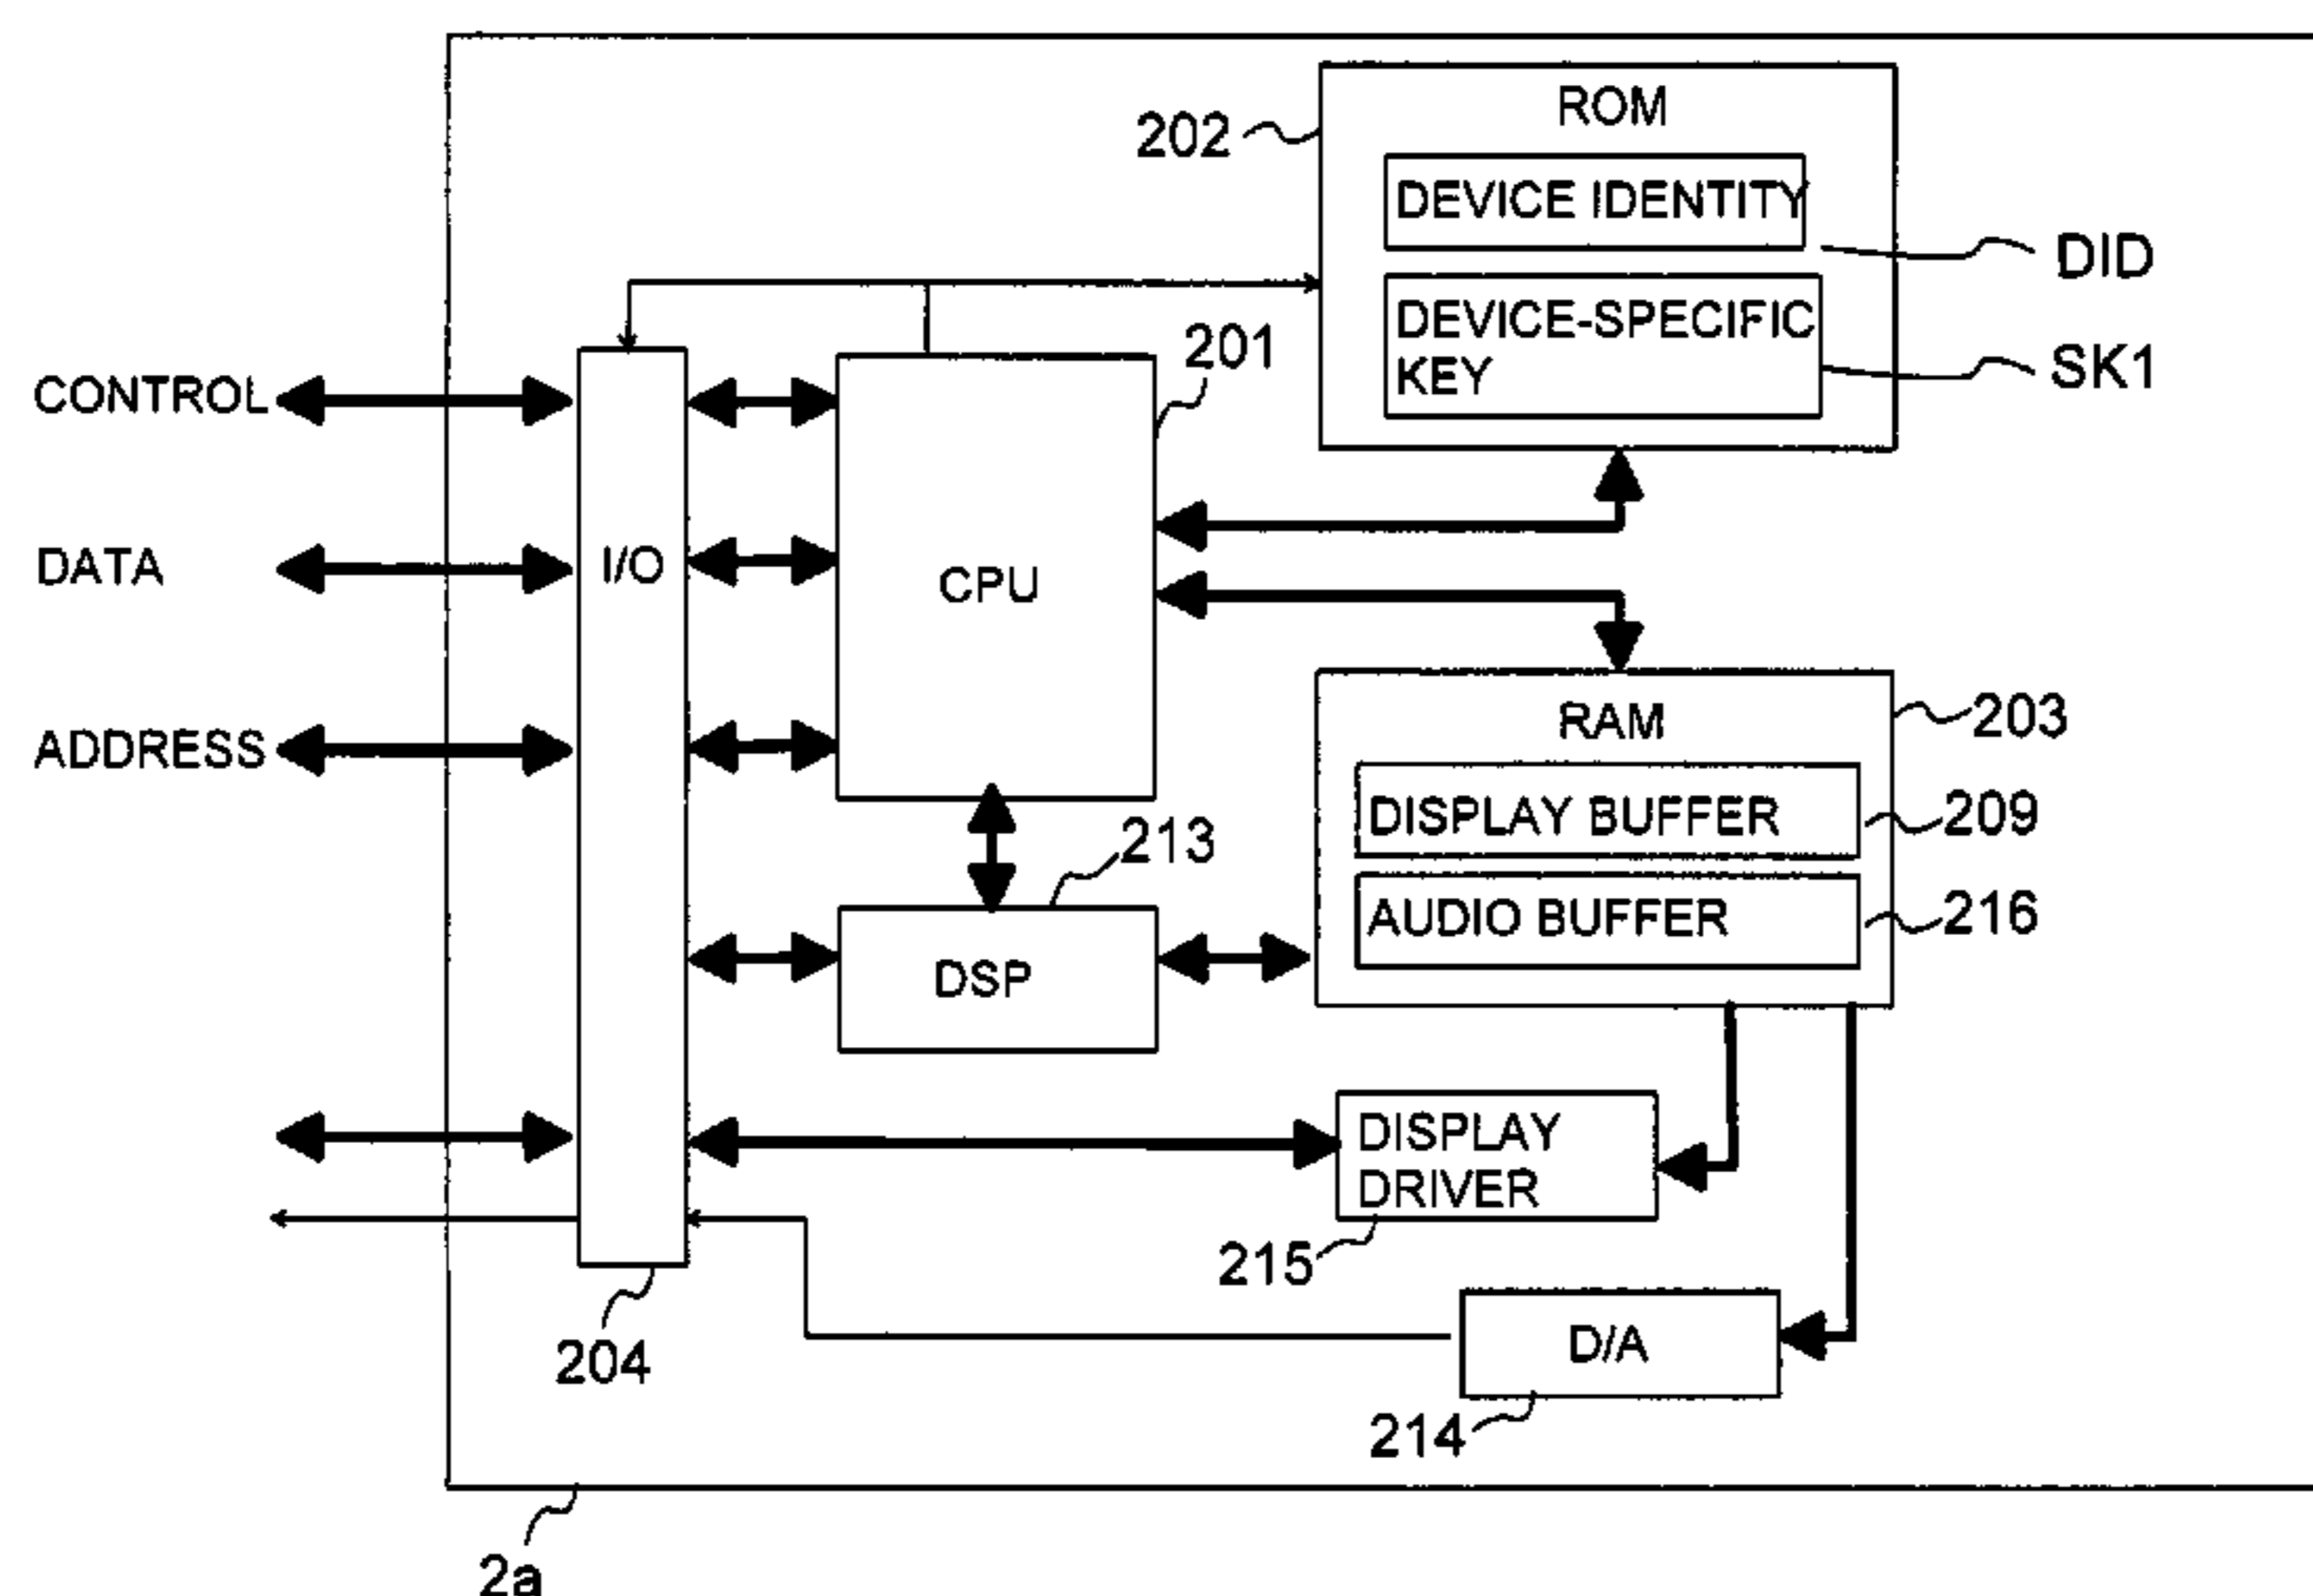 ROM
202
DEVICE IDENTITY
DID
DEVICE-SPECIFIC
KEY
SK1
201
CONTROL
DATA
I/O
CPU
ADDRESS
RAM
203
DISPLAY BUFFER
209
213
AUDIO BUFFER
216
DSP
DISPLAY
DRIVER
215
204
D/A
214
2a